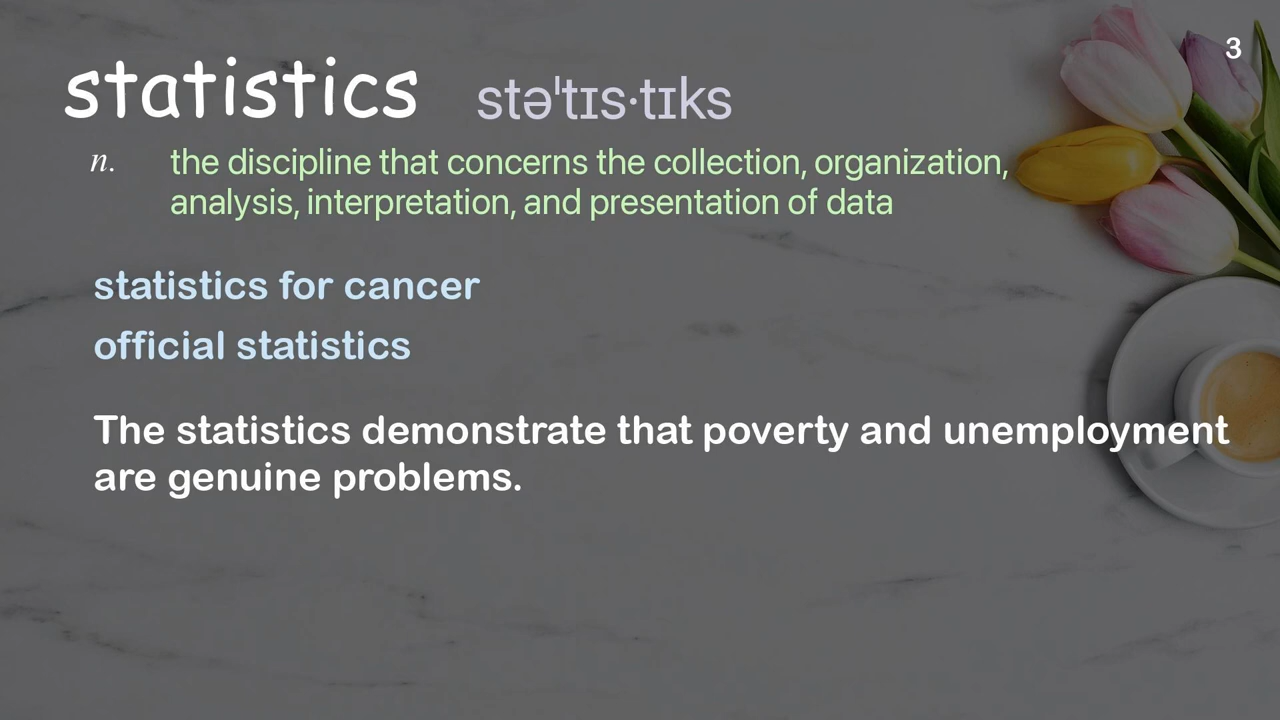 3
statistics stəˈtɪs·tɪks
n. the discipline that concerns the collection, organization,
analysis, interpretation, and presentation of data
statistics for cancer
official statistics
The statistics demonstrate that poverty and unemployment
are genuine problems.